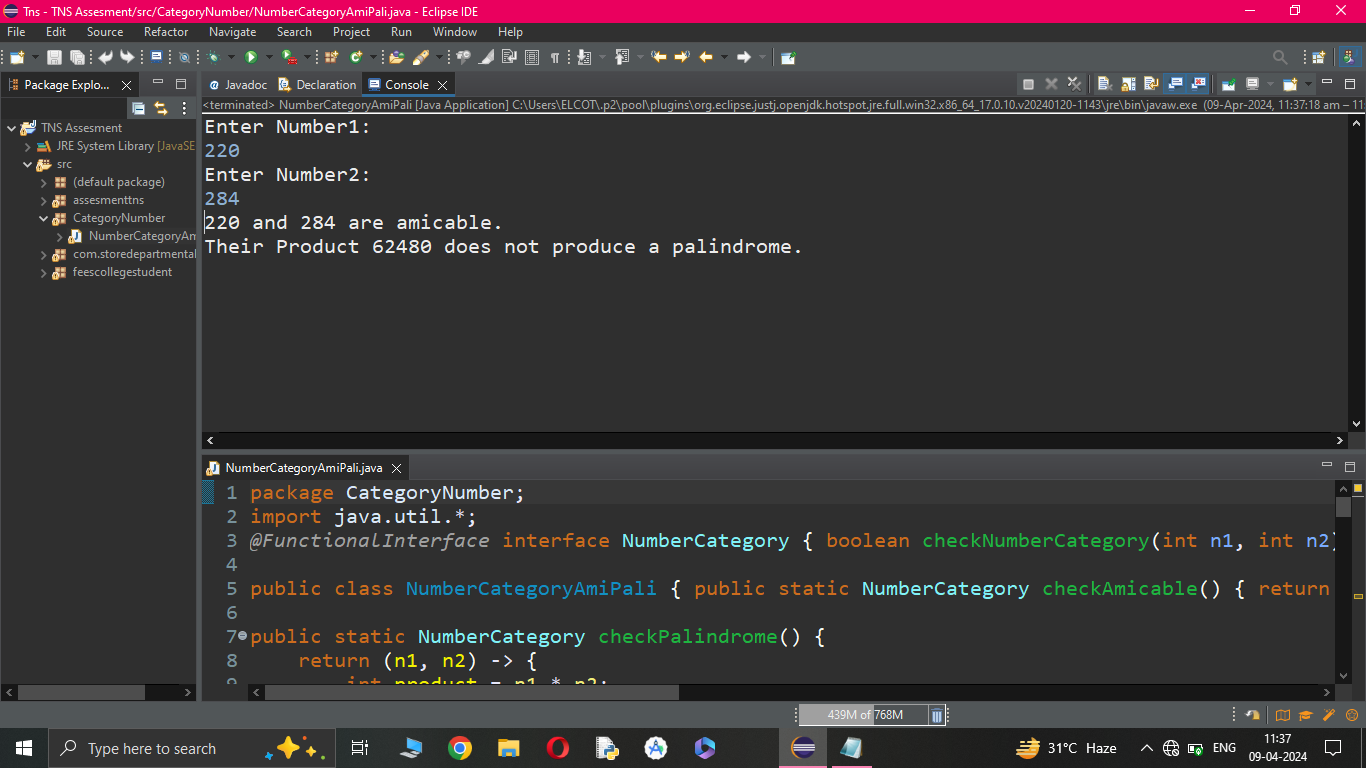 Tns - TNS Assesment/src/CategoryNumber/NumberCategoryAmiPali.java - Eclipse IDE
File Edit Source Refactor Navigate Search Project Run Window Help
Package Explo...
Javadoc Declaration Console
<terminated> NumberCategoryAmiPali [Java Application] C:\Users\ELCOT\.p2\pool\plugins\org.eclipse.justj.openjdk.hotspot.jre.full.win32.x86_64_17.0.10.v20240120-1143\jre\bin\javaw.exe (09-Apr-2024, 11:37:18 am – 11
TNS Assesment
JRE System Library [JavaSE
src
(default package)
assesmenttns
CategoryNumber
NumberCategoryAm
com.storedepartmental
feescollegestudent
Enter Number1:
220
Enter Number2:
284
220 and 284 are amicable.
Their Product 62480 does not produce a palindrome.
NumberCategoryAmiPali.java
1 package CategoryNumber;
2 import java.util.*;
3 @FunctionalInterface interface NumberCategory { boolean checkNumberCategory(int n1, int n2)
4
5 public class NumberCategoryAmiPali { public static NumberCategory checkAmicable() { return
6
7 public static NumberCategory checkPalindrome() {
8 return (n1, n2) -> {
9 int product = n1 * n2;
439M of 768M
Type here to search
31°C Haze
ENG
11:37
09-04-2024